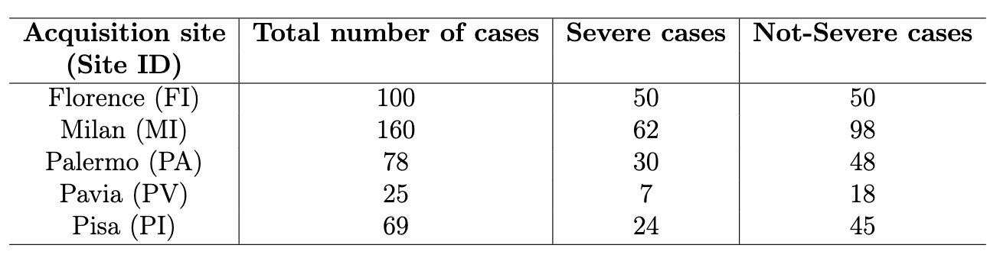 Acquisition site Total number of cases Severe cases Not-Severe cases
(Site ID)
Florence (FI) 100 50 50
Milan (MI) 160 62 98
Palermo (PA) 78 30 48
Pavia (PV) 25 7 18
Pisa (PI) 69 24 45